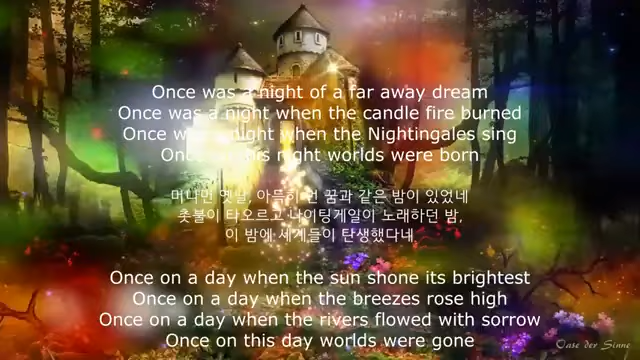 Once was a night of a far away dream
Once was a night when the candle fire burned
Once was a night when the Nightingales sing
Once on this night worlds were born
머나먼 옛날, 아득히 먼 꿈과 같은 밤이 있었네
촛불이 타오르고 나이팅게일이 노래하던 밤,
이 밤에 세계들이 탄생했다네
Once on a day when the sun shone its brightest
Once on a day when the breezes rose high
Once on a day when the rivers flowed with sorrow
Once on this day worlds were gone
Oase der Sinne